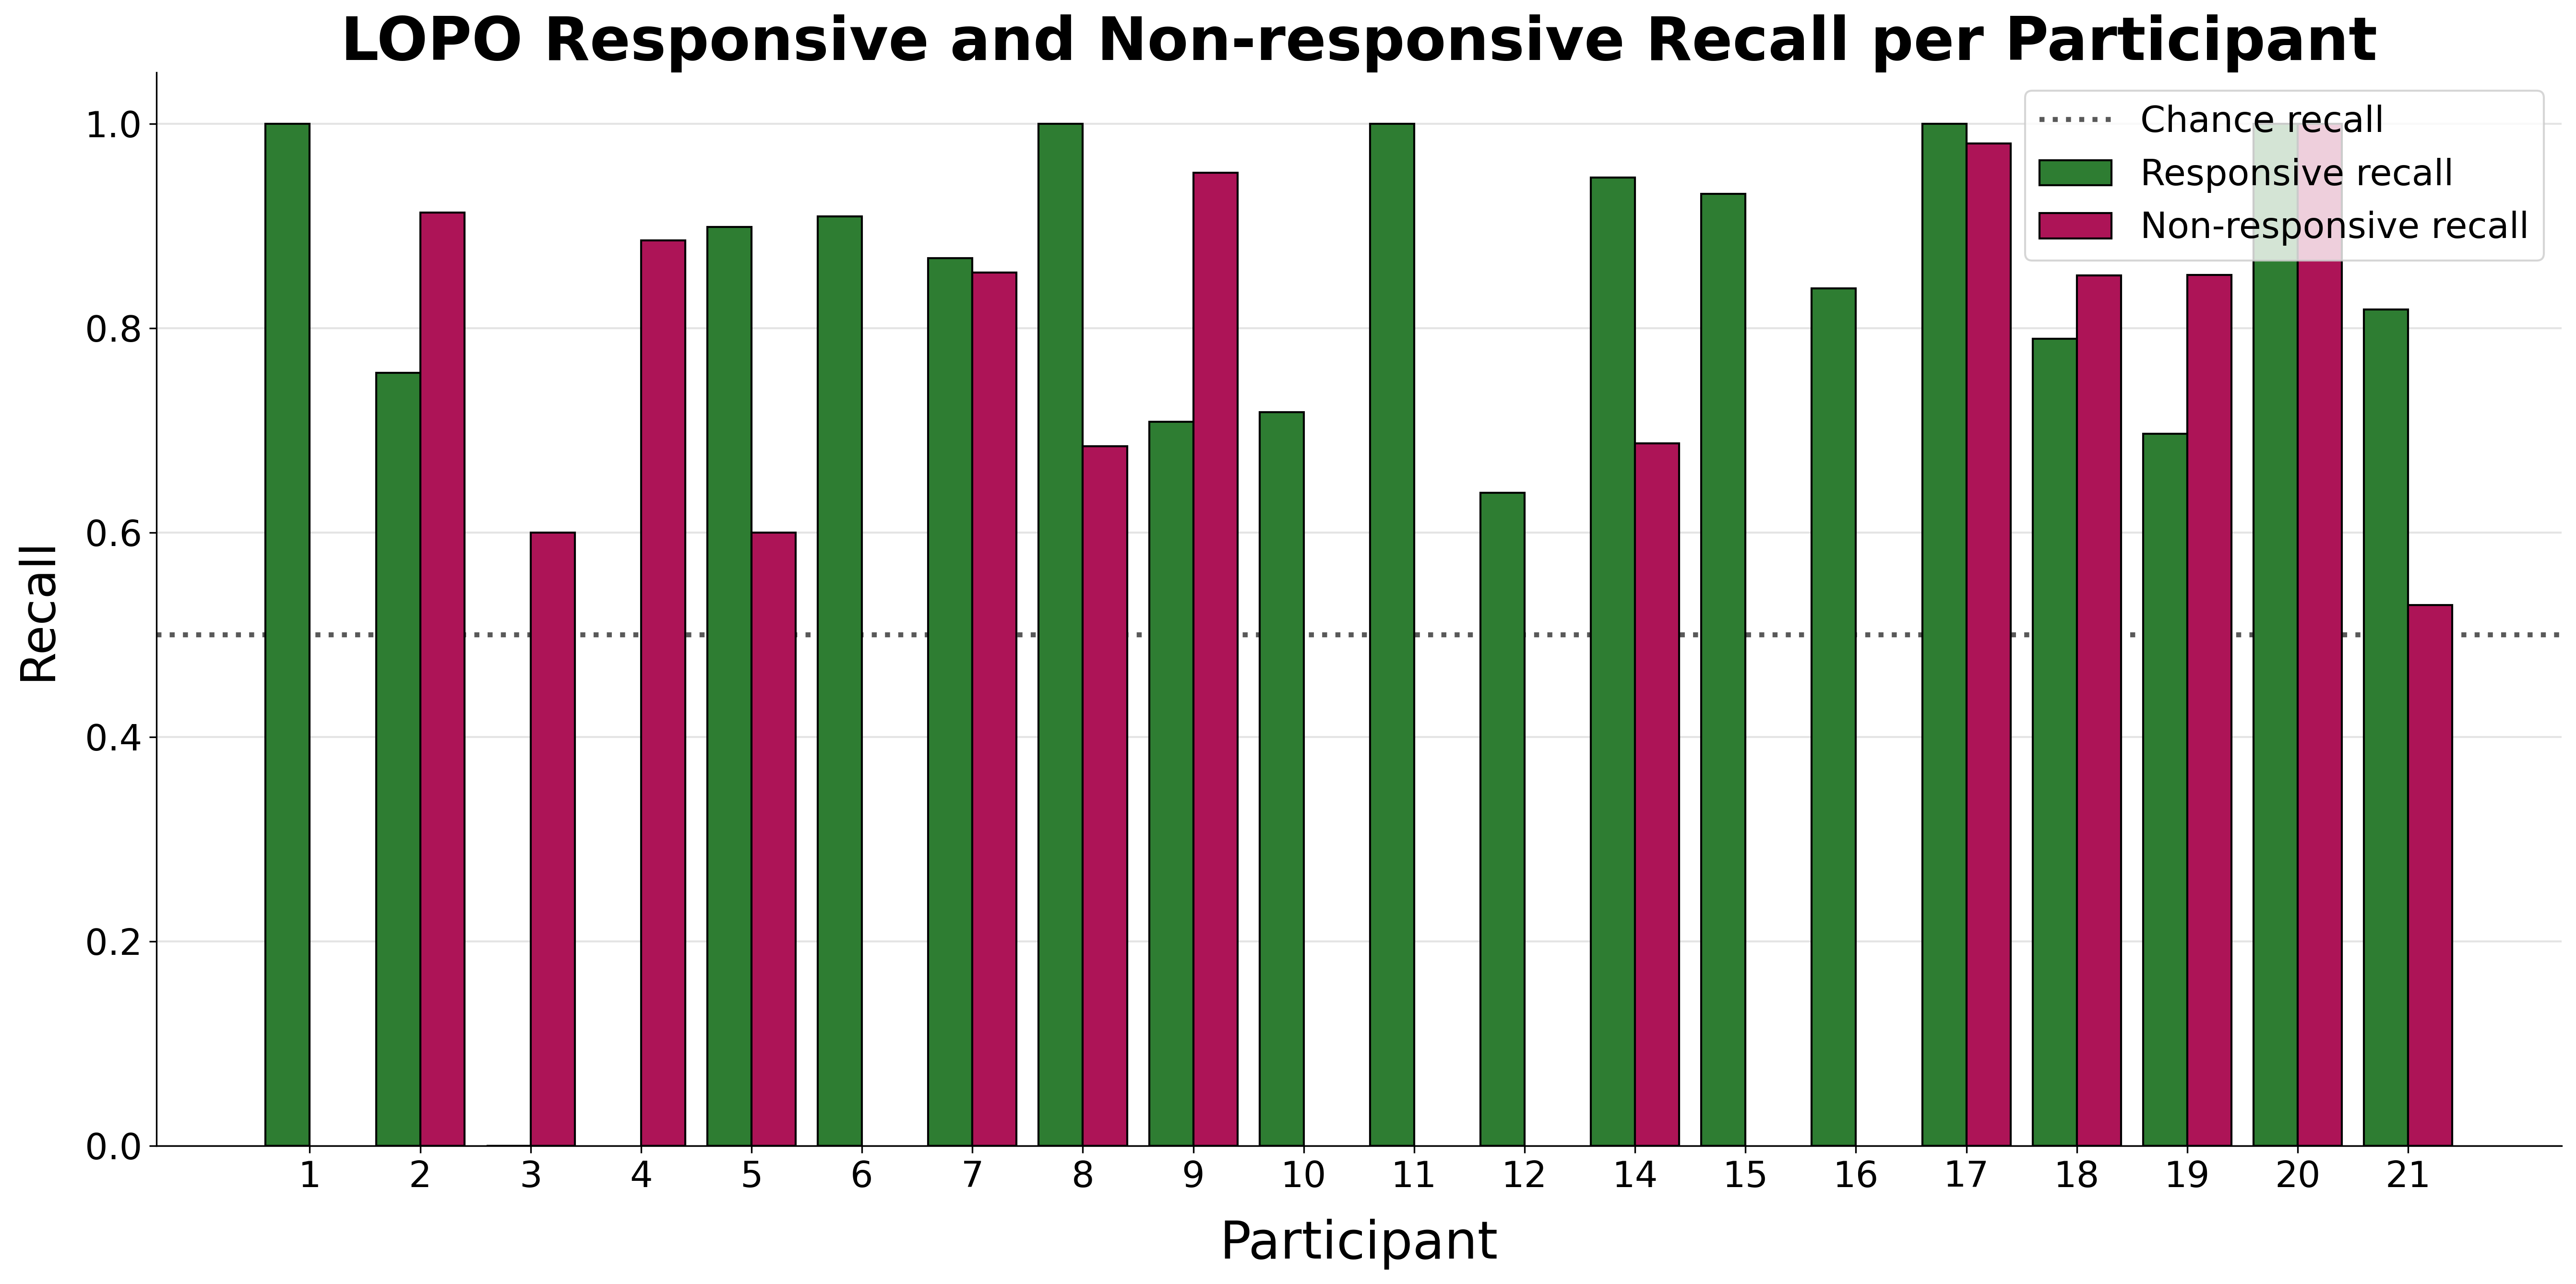 LOPO Responsive and Non-responsive Recall per Participant
Chance recall
Responsive recall
Non-responsive recall
Recall
1.0
0.8
0.6
0.4
0.2
0.0
1 2 3 4 5 6 7 8 9 10 11 12 14 15 16 17 18 19 20 21
Participant